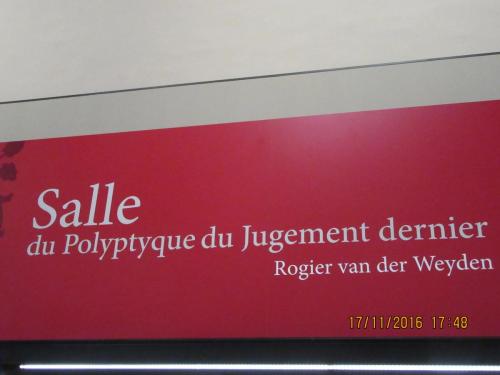 Salle
du Polyptyque du Jugement dernier
Rogier van der Weyden
17/11/2016 17:48